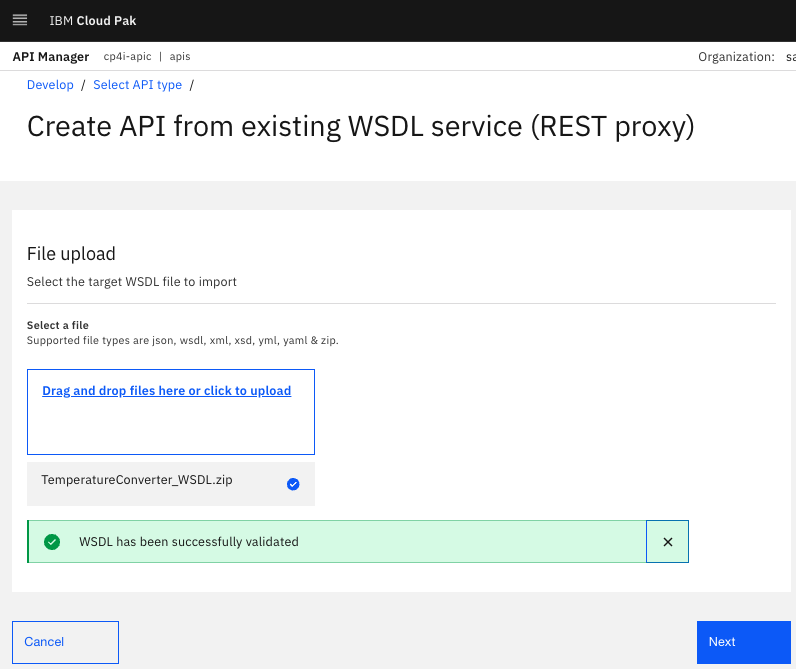 IBM Cloud Pak
API Manager cp4i-apic | apis Organization: sa
Develop / Select API type /
Create API from existing WSDL service (REST proxy)
File upload
Select the target WSDL file to import
Select a file
Supported file types are json, wsdl, xml, xsd, yml, yaml & zip.
Drag and drop files here or click to upload
TemperatureConverter_WSDL.zip
WSDL has been successfully validated
Cancel Next